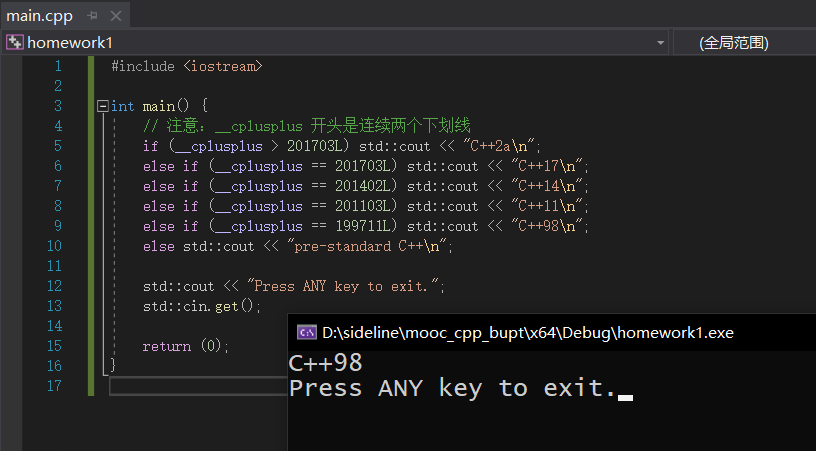 main.cpp
homework1 (全局范围)
1 #include <iostream>
2
3 int main() {
4 // 注意：__cplusplus 开头是连续两个下划线
5 if (__cplusplus > 201703L) std::cout << "C++2a\n";
6 else if (__cplusplus == 201703L) std::cout << "C++17\n";
7 else if (__cplusplus == 201402L) std::cout << "C++14\n";
8 else if (__cplusplus == 201103L) std::cout << "C++11\n";
9 else if (__cplusplus == 199711L) std::cout << "C++98\n";
10 else std::cout << "pre-standard C++\n";
11
12 std::cout << "Press ANY key to exit.";
13 std::cin.get();
14
15 return (0);
16 }
17
D:\sideline\mooc_cpp_bupt\x64\Debug\homework1.exe
C++98
Press ANY key to exit.